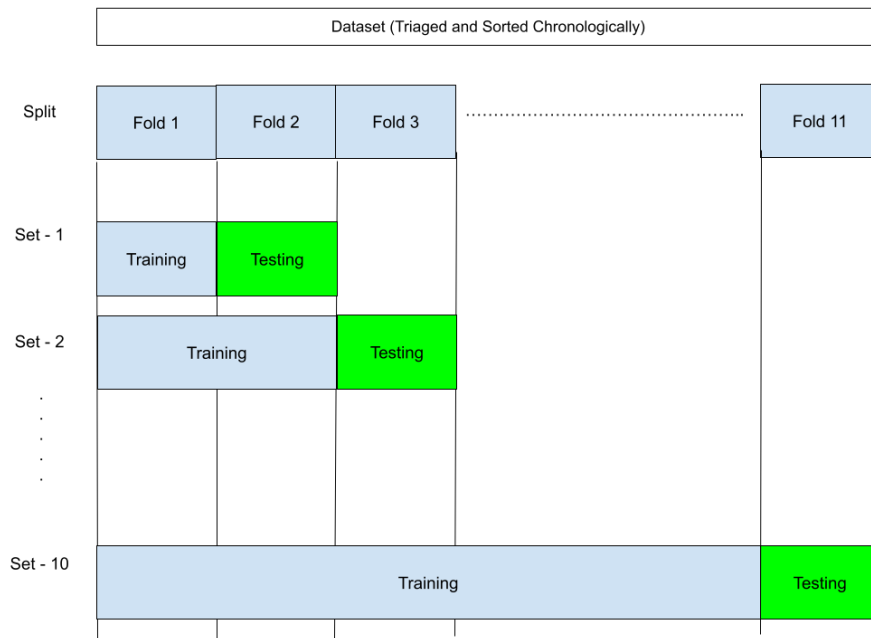 Dataset (Triaged and Sorted Chronologically)
Split
Fold 1
Fold 2
Fold 3
Fold 11
Set - 1
Training
Testing
Set - 2
Training
Testing
Set - 10
Training
Testing